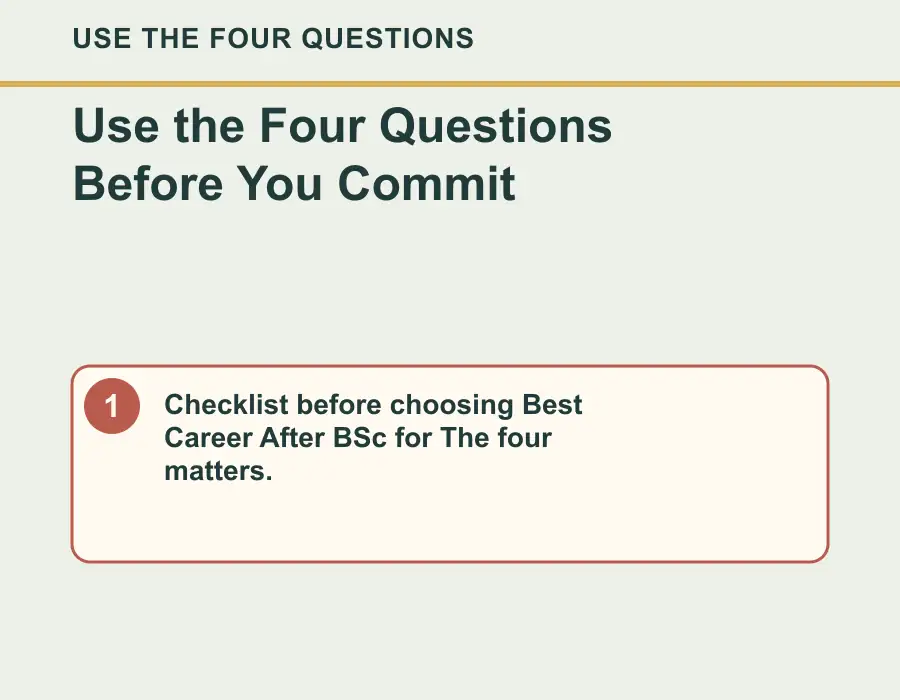 USE THE FOUR QUESTIONS
Use the Four Questions
Before You Commit
1
Checklist before choosing Best
Career After BSc for The four
matters.